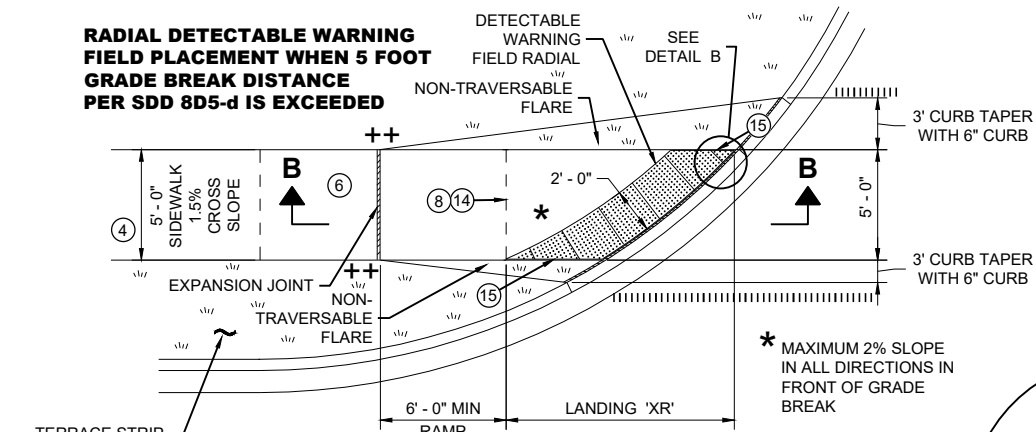 RADIAL DETECTABLE WARNING
FIELD PLACEMENT WHEN 5 FOOT
GRADE BREAK DISTANCE
PER SDD 8D5-d IS EXCEEDED
DETECTABLE
WARNING
FIELD RADIAL
SEE
DETAIL B
NON-TRAVERSABLE
FLARE
15
3' CURB TAPER
WITH 6" CURB
++
B
B
6
8 14
2' - 0"
*
4
5' - 0"
SIDEWALK
1.5%
CROSS
SLOPE
5' - 0"
++
EXPANSION JOINT
NON-
TRAVERSABLE
FLARE
15
3' CURB TAPER
WITH 6" CURB
* MAXIMUM 2% SLOPE
IN ALL DIRECTIONS IN
FRONT OF GRADE
BREAK
6' - 0" MIN
RAMP
LANDING 'XR'
TERRACE STRIP